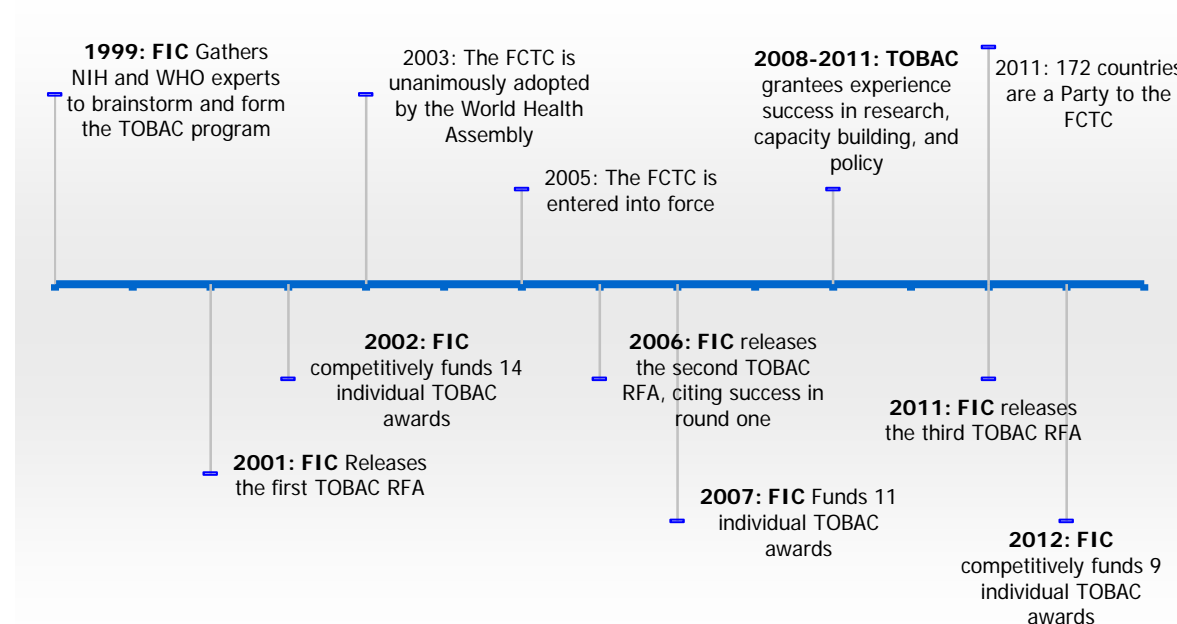 1999: FIC Gathers
NIH and WHO experts
to brainstorm and form
the TOBAC program
2003: The FCTC is
unanimously adopted
by the World Health
Assembly
2005: The FCTC is
entered into force
2008-2011: TOBAC
grantees experience
success in research,
capacity building, and
policy
2011: 172 countries
are a Party to the
FCTC
2001: FIC Releases
the first TOBAC RFA
2002: FIC
competitively funds 14
individual TOBAC
awards
2006: FIC releases
the second TOBAC
RFA, citing success in
round one
2007: FIC Funds 11
individual TOBAC
awards
2011: FIC releases
the third TOBAC RFA
2012: FIC
competitively funds 9
individual TOBAC
awards